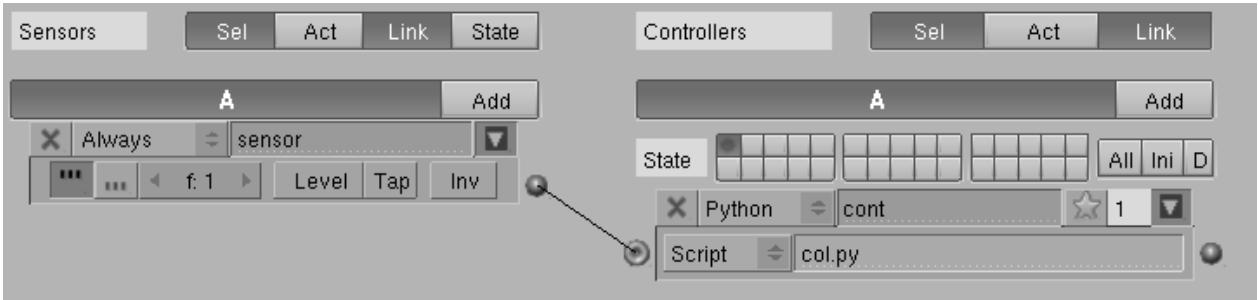 Sensors Sel Act Link State
A Add
Always sensor
f: 1 Level Tap Inv
Controllers Sel Act Link
A Add
State All Ini D
Python cont 1
Script col.py